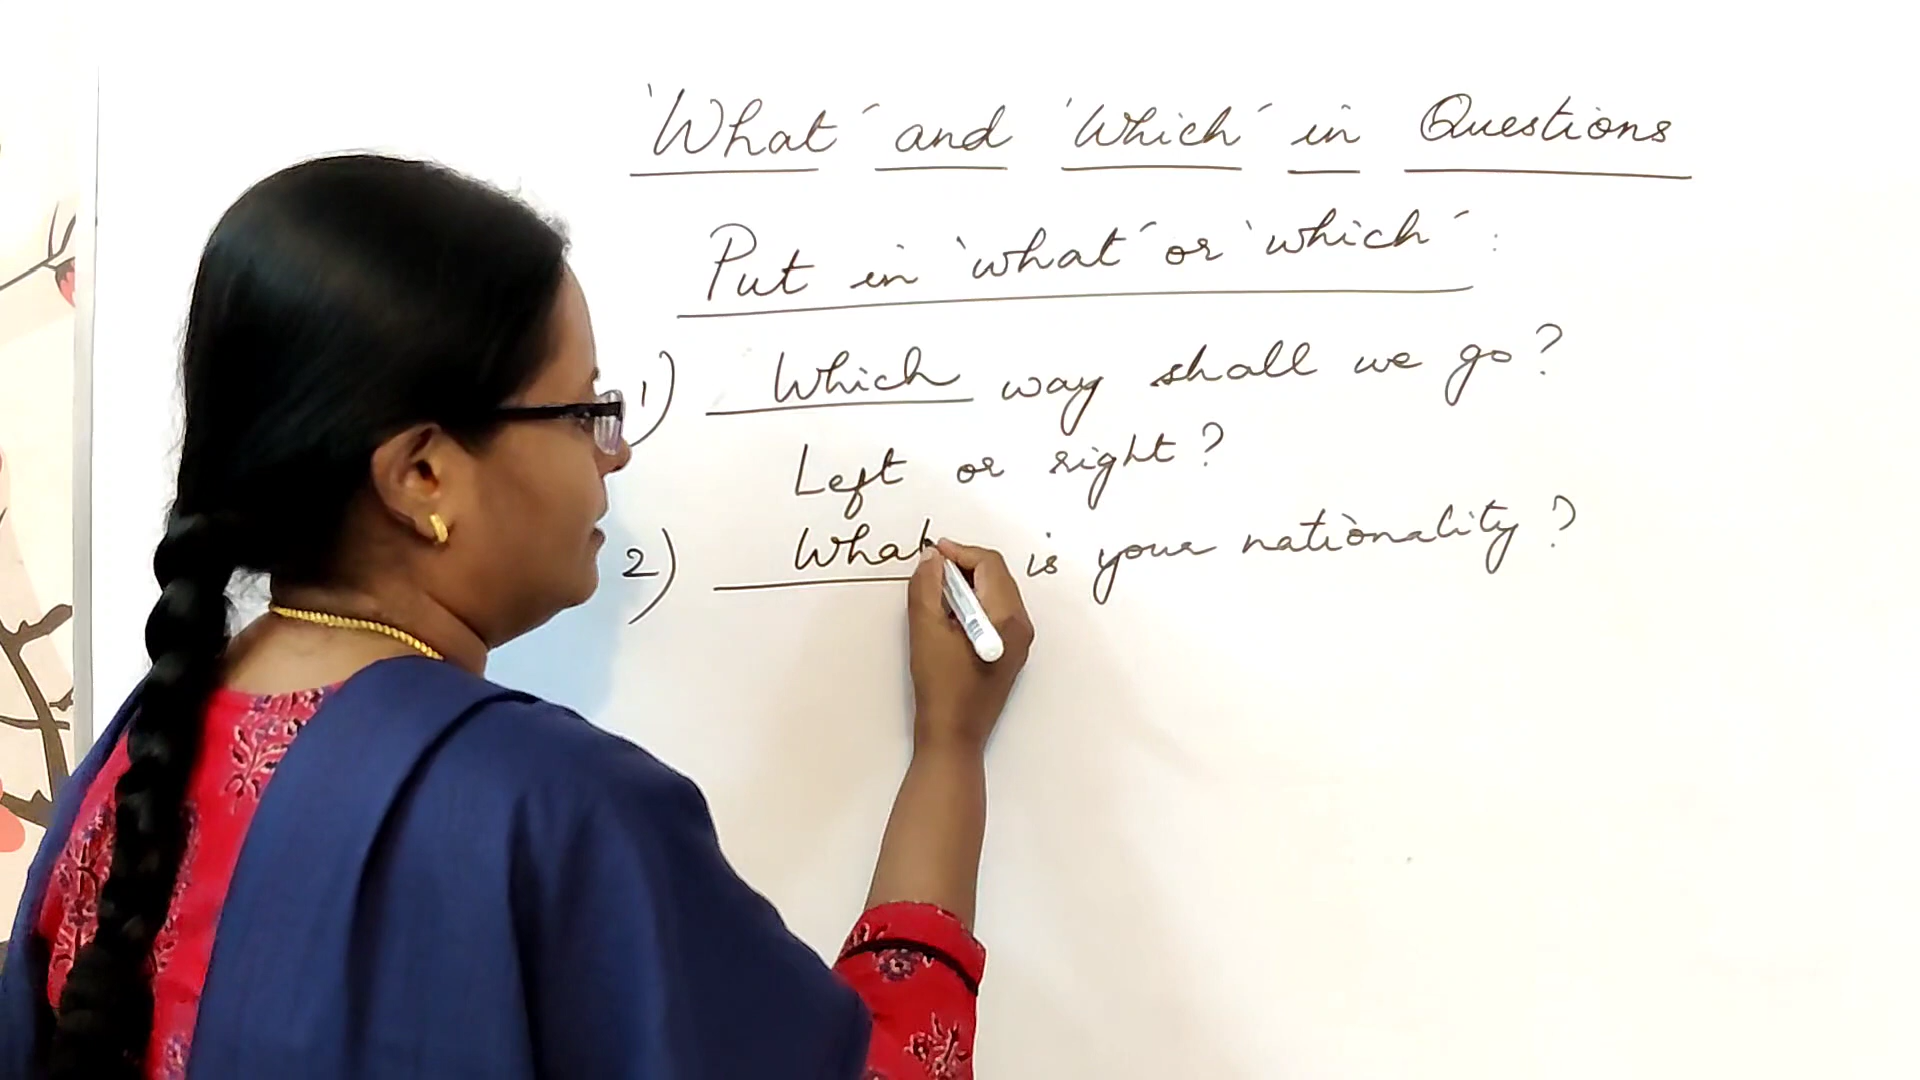 'What' and 'Which' in Questions
Put in 'what' or 'which' :
1) Which way shall we go?
Left or right?
2) What is your nationality?